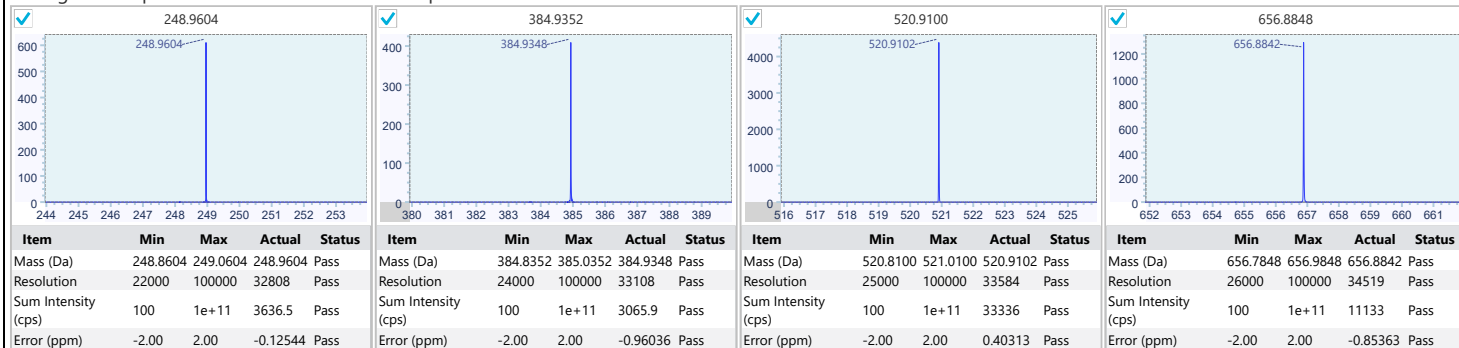 248.9604
248.9604
600
500
400
300
200
100
0
244 245 246 247 248 249 250 251 252 253
Item Min Max Actual Status
Mass (Da) 248.8604 249.0604 248.9604 Pass
Resolution 22000 100000 32808 Pass
Sum Intensity (cps) 100 1e+11 3636.5 Pass
Error (ppm) -2.00 2.00 -0.12544 Pass
384.9352
384.9348
400
300
200
100
0
380 381 382 383 384 385 386 387 388 389
Item Min Max Actual Status
Mass (Da) 384.8352 385.0352 384.9348 Pass
Resolution 24000 100000 33108 Pass
Sum Intensity (cps) 100 1e+11 3065.9 Pass
Error (ppm) -2.00 2.00 -0.96036 Pass
520.9100
520.9102
4000
3000
2000
1000
0
516 517 518 519 520 521 522 523 524 525
Item Min Max Actual Status
Mass (Da) 520.8100 521.0100 520.9102 Pass
Resolution 25000 100000 33584 Pass
Sum Intensity (cps) 100 1e+11 33336 Pass
Error (ppm) -2.00 2.00 0.40313 Pass
656.8848
656.8842
1200
1000
800
600
400
200
0
652 653 654 655 656 657 658 659 660 661
Item Min Max Actual Status
Mass (Da) 656.7848 656.9848 656.8842 Pass
Resolution 26000 100000 34519 Pass
Sum Intensity (cps) 100 1e+11 11133 Pass
Error (ppm) -2.00 2.00 -0.85363 Pass